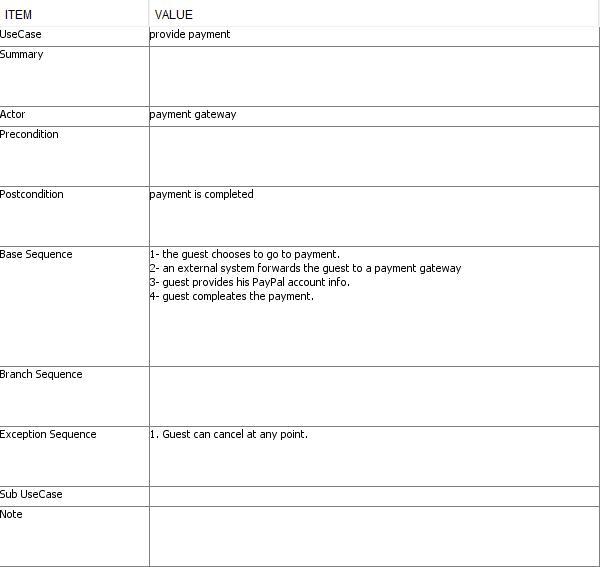 ITEM VALUE
UseCase provide payment
Summary
Actor payment gateway
Precondition
Postcondition payment is completed
Base Sequence 1- the guest chooses to go to payment.
2- an external system forwards the guest to a payment gateway
3- guest provides his PayPal account info.
4- guest compleates the payment.
Branch Sequence
Exception Sequence 1. Guest can cancel at any point.
Sub UseCase
Note